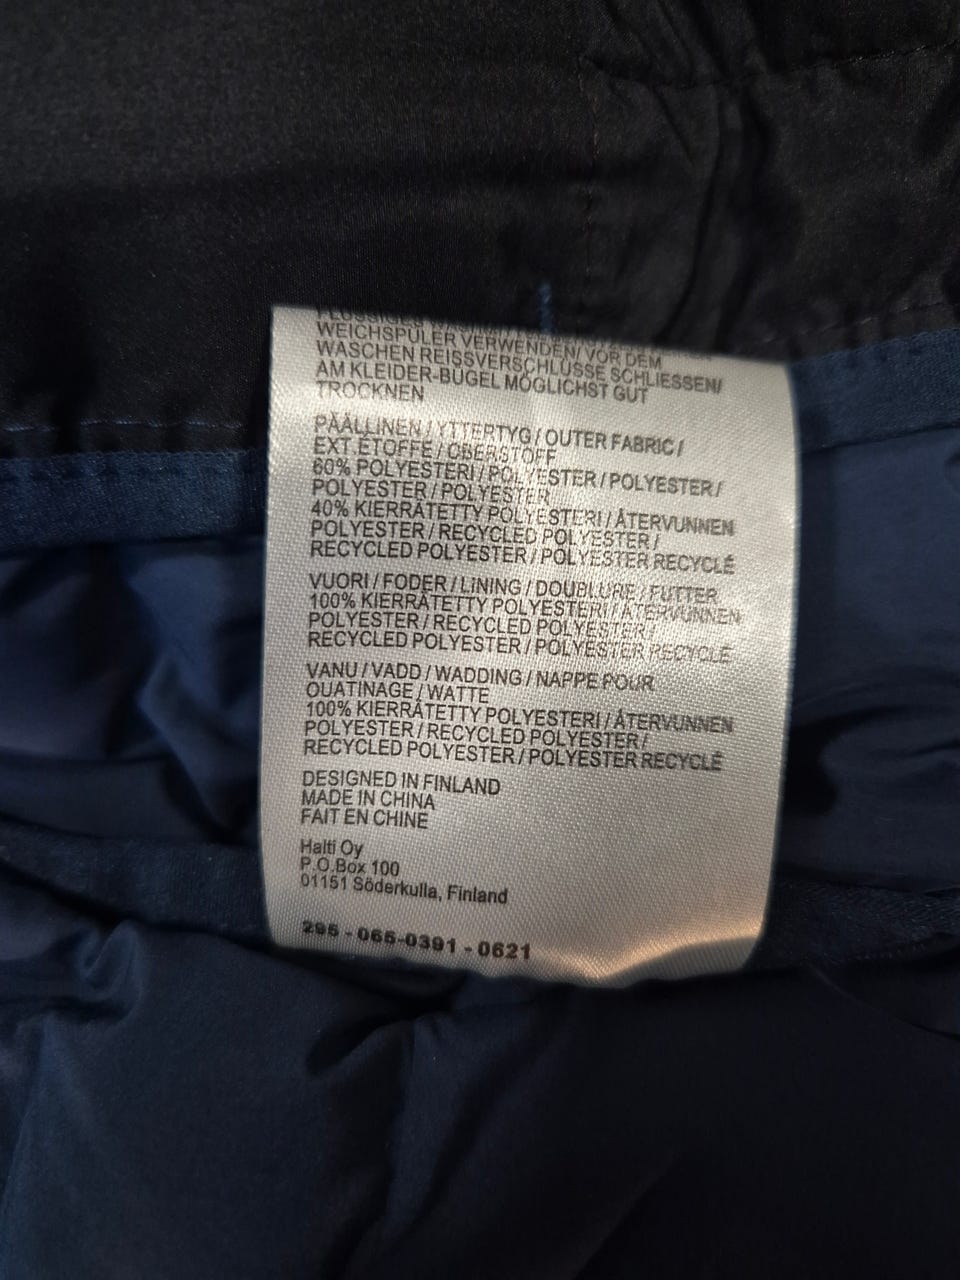 WEICHSPÜLER VERWENDEN/ VOR DEM
WASCHEN REISSVERSCHLÜSSE SCHLIESSEN/
AM KLEIDER-BÜGEL MÖGLICHST GUT
TROCKNEN
PÄÄLLINEN / YTTERTYG / OUTER FABRIC /
EXT.ÉTOFFE / OBERSTOFF
60% POLYESTERI / POLYESTER / POLYESTER /
POLYESTER / POLYESTER
40% KIERRÄTETTY POLYESTERI / ÅTERVUNNEN
POLYESTER / RECYCLED POLYESTER /
RECYCLED POLYESTER / POLYESTER RECYCLÉ
VUORI / FODER / LINING / DOUBLURE / FUTTER
100% KIERRÄTETTY POLYESTERI / ÅTERVUNNEN
POLYESTER / RECYCLED POLYESTER /
RECYCLED POLYESTER / POLYESTER RECYCLÉ
VANU / VADD / WADDING / NAPPE POUR
OUATINAGE / WATTE
100% KIERRÄTETTY POLYESTERI / ÅTERVUNNEN
POLYESTER / RECYCLED POLYESTER /
RECYCLED POLYESTER / POLYESTER RECYCLÉ
DESIGNED IN FINLAND
MADE IN CHINA
FAIT EN CHINE
Halti Oy
P.O.Box 100
01151 Söderkulla, Finland
295 - 065-0391 - 0621